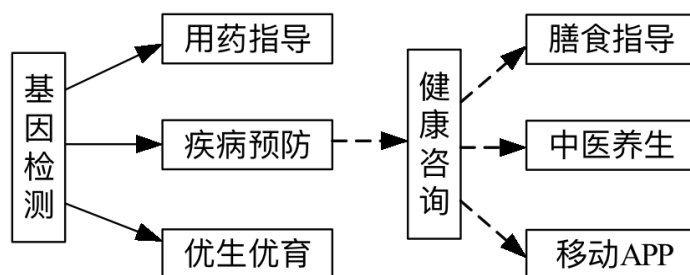 基因检测
用药指导
疾病预防
优生优育
健康咨询
膳食指导
中医养生
移动APP